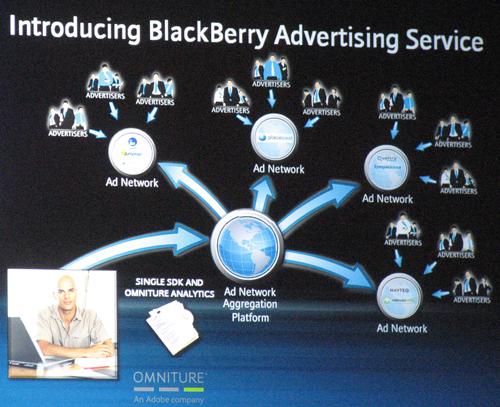 Introducing BlackBerry Advertising Service
ADVERTISERS
ADVERTISERS
ADVERTISERS
ADVERTISERS
ADVERTISERS
ADVERTISERS
ADVERTISERS
ADVERTISERS
ADVERTISERS
Ad Network
Ad Network
Ad Network
ADVERTISERS
ADVERTISERS
ADVERTISERS
NAVTEQ
Ad Network
SINGLE SDK AND
OMNITURE ANALYTICS
Ad Network
Aggregation
Platform
OMNITURE
An Adobe company